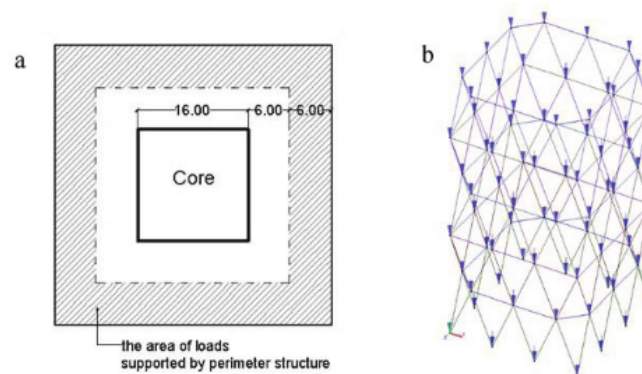 a
b
16.00 6.00 6.00
Core
the area of loads
supported by perimeter structure